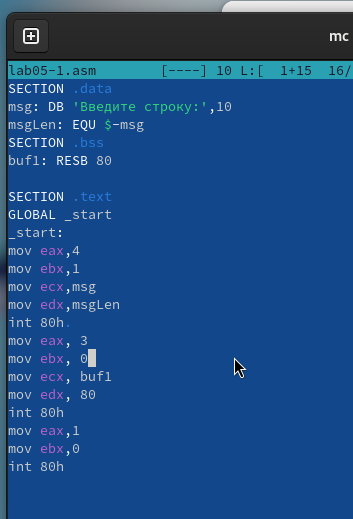 mc
lab05-1.asm [----] 10 L:[ 1+15 16/
SECTION .data
msg: DB 'Введите строку:',10
msgLen: EQU $-msg
SECTION .bss
buf1: RESB 80
SECTION .text
GLOBAL _start
_start:
mov eax,4
mov ebx,1
mov ecx,msg
mov edx,msgLen
int 80h
mov eax, 3
mov ebx, 0
mov ecx, buf1
mov edx, 80
int 80h
mov eax,1
mov ebx,0
int 80h